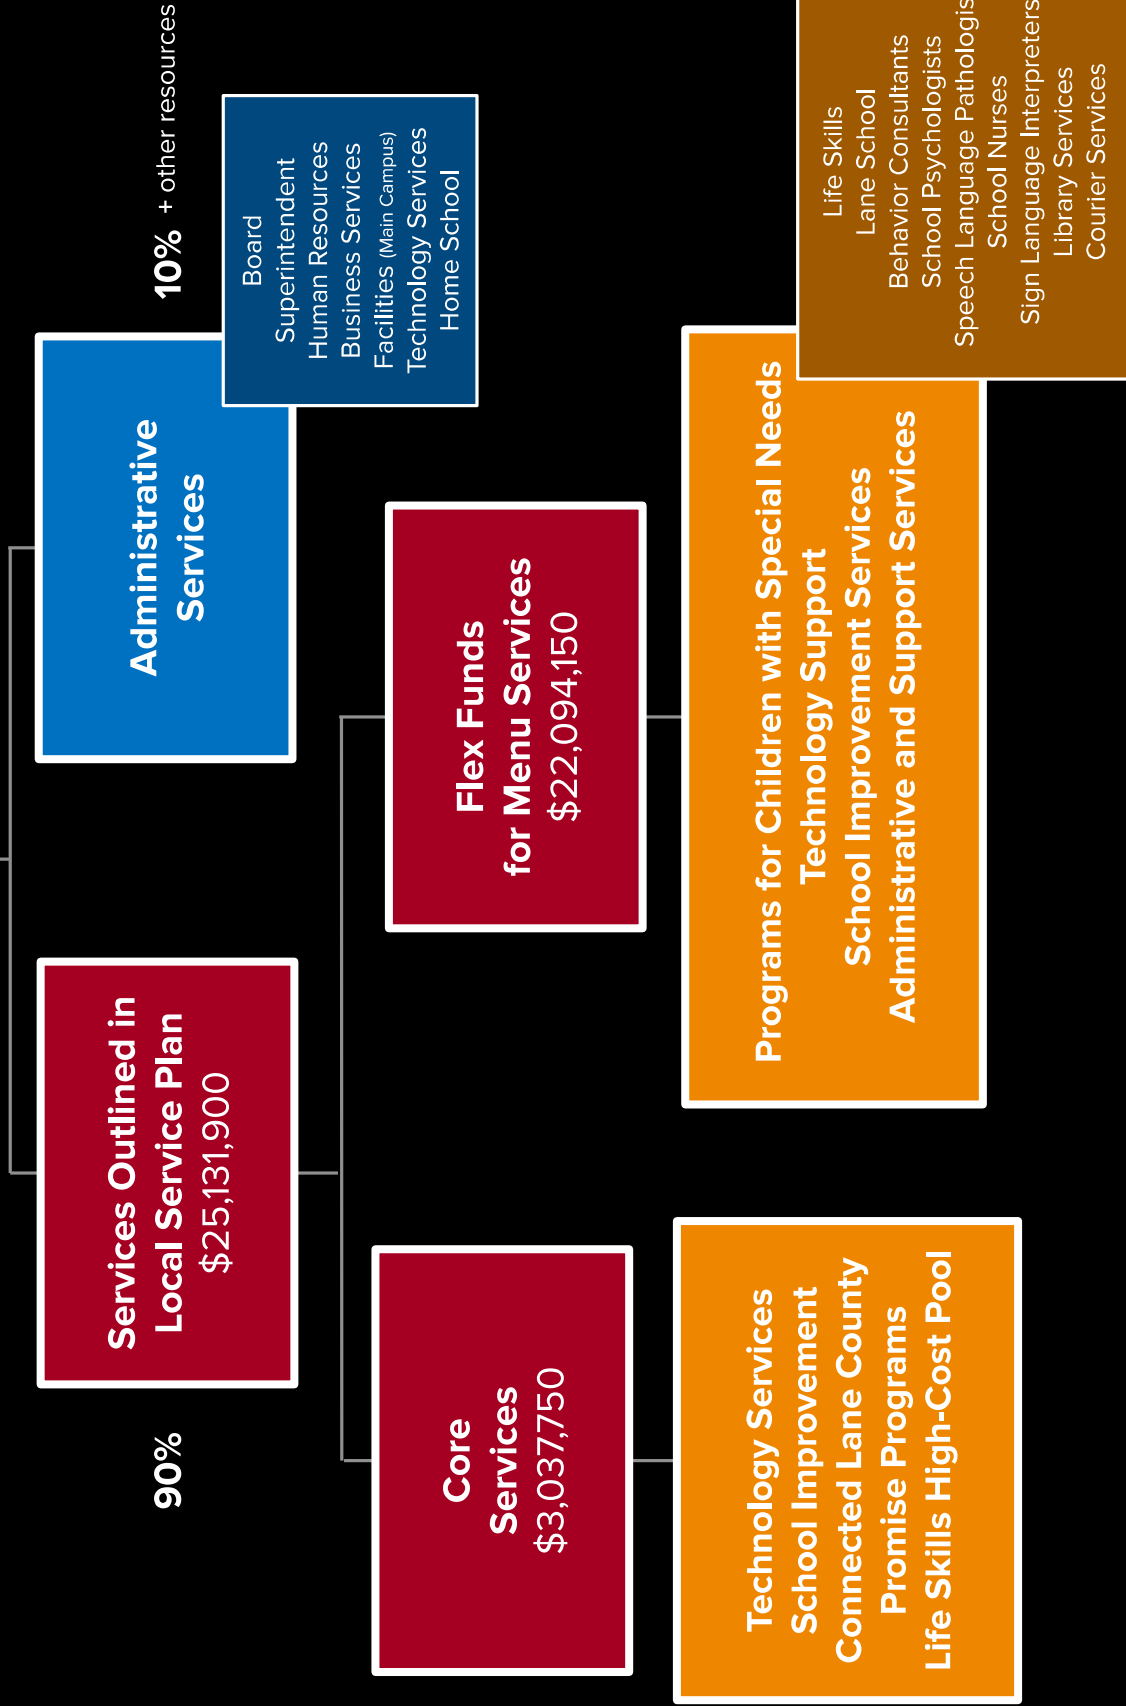 90%
Services Outlined in
Local Service Plan
$25,131,900
Administrative
Services
10% + other resources
Board
Superintendent
Human Resources
Business Services
Facilities (Main Campus)
Technology Services
Home School
Core
Services
$3,037,750
Flex Funds
for Menu Services
$22,094,150
Technology Services
School Improvement
Connected Lane County
Promise Programs
Life Skills High-Cost Pool
Programs for Children with Special Needs
Technology Support
School Improvement Services
Administrative and Support Services
Life Skills
Lane School
Behavior Consultants
School Psychologists
Speech Language Pathologis
School Nurses
Sign Language Interpreters
Library Services
Courier Services